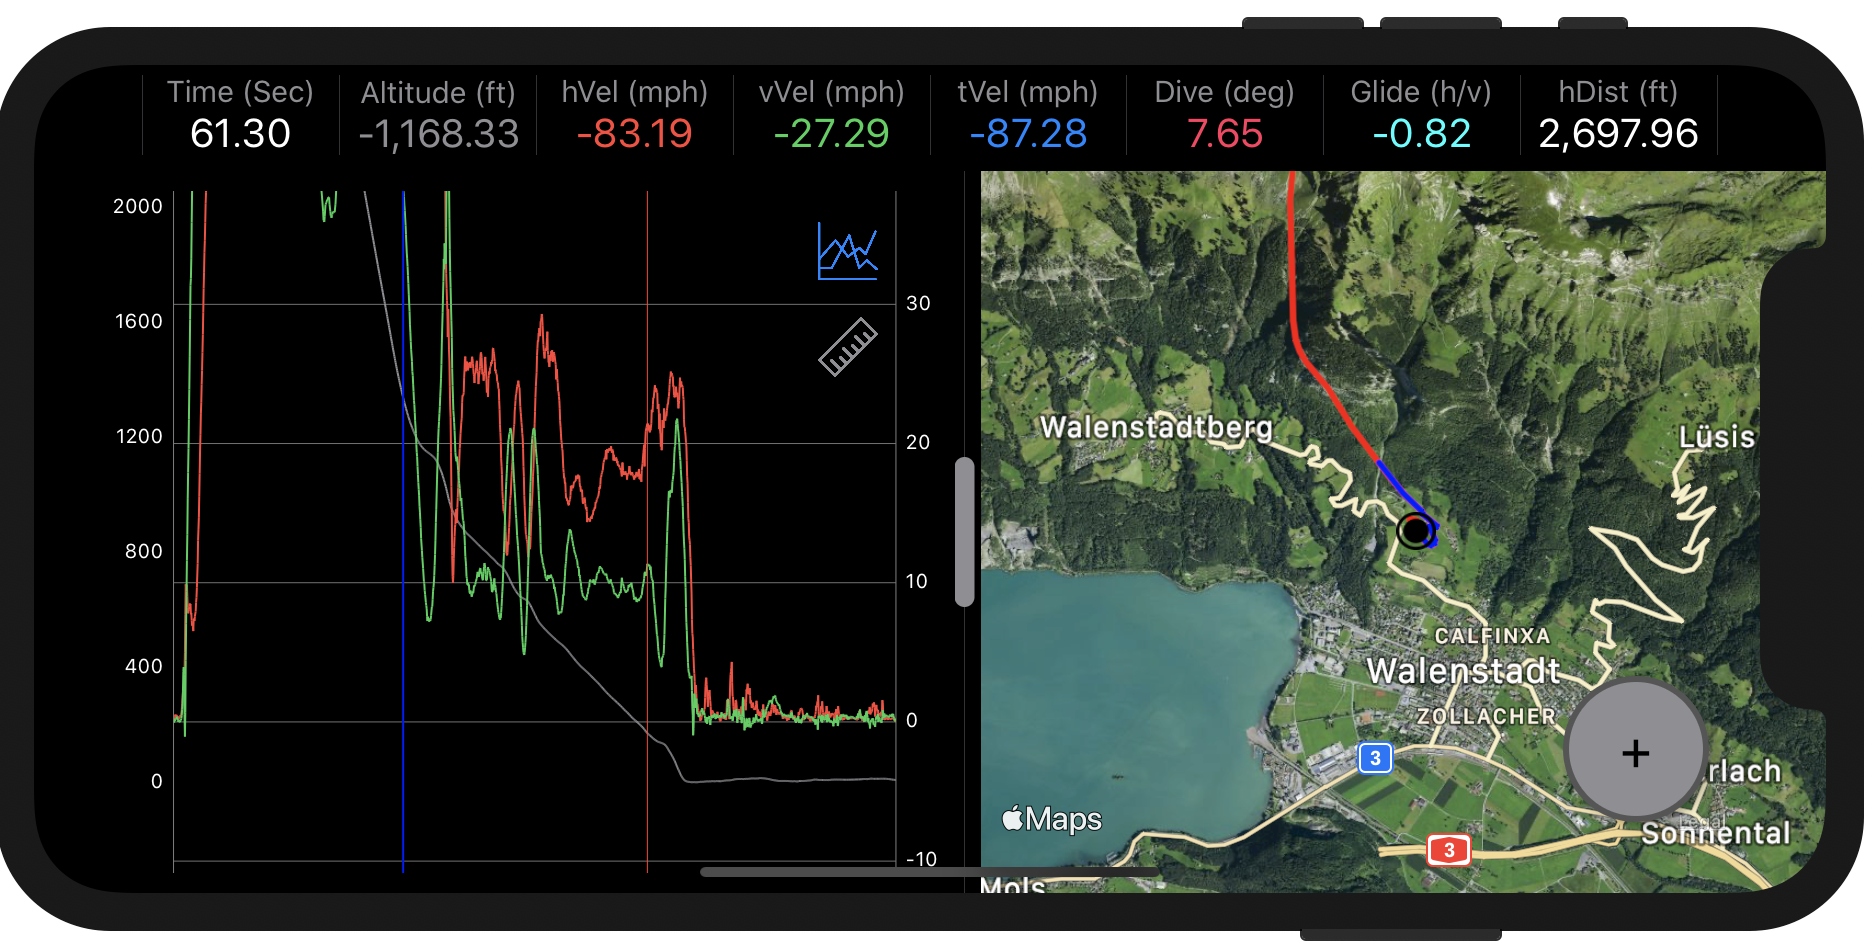 Time (Sec) Altitude (ft) hVel (mph) vVel (mph) tVel (mph) Dive (deg) Glide (h/v) hDist (ft)
61.30 -1,168.33 -83.19 -27.29 -87.28 7.65 -0.82 2,697.96
2000
1600
1200
800
400
0
30
20
10
0
-10
Walenstadtberg
Lüsis
CALFINXA
Walenstadt
ZOLLACHER
3
+
rlach
Maps
Legal
Sonnental
3
Mols